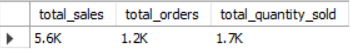 total_sales total_orders total_quantity_sold
5.6K 1.2K 1.7K